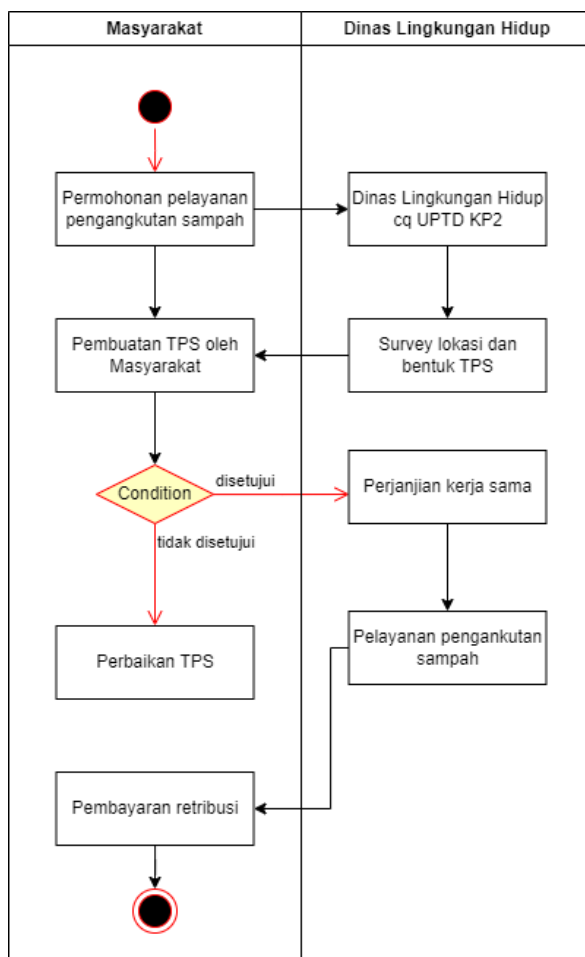 Masyarakat
Dinas Lingkungan Hidup
Permohonan pelayanan
pengangkutan sampah
Dinas Lingkungan Hidup
cq UPTD KP2
Pembuatan TPS oleh
Masyarakat
Survey lokasi dan
bentuk TPS
Condition
disetujui
Perjanjian kerja sama
tidak disetujui
Perbaikan TPS
Pelayanan pengankutan
sampah
Pembayaran retribusi